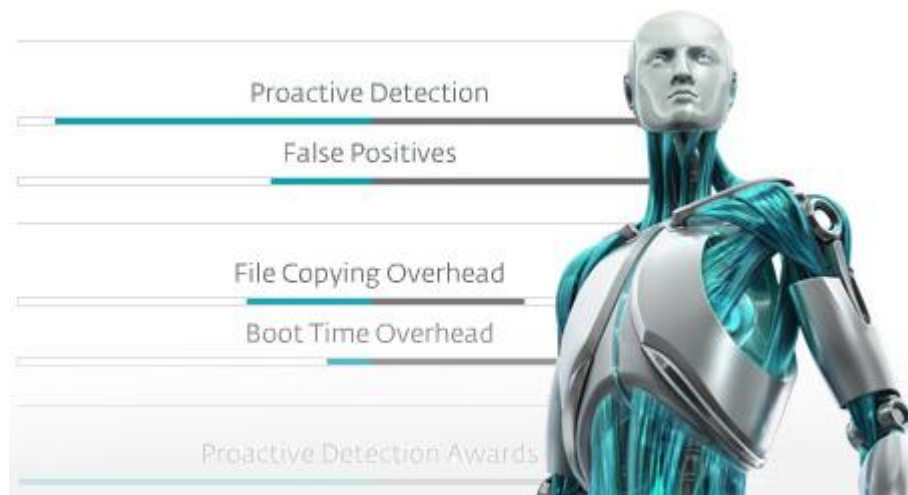 Proactive Detection
False Positives
File Copying Overhead
Boot Time Overhead
Proactive Detection Awards